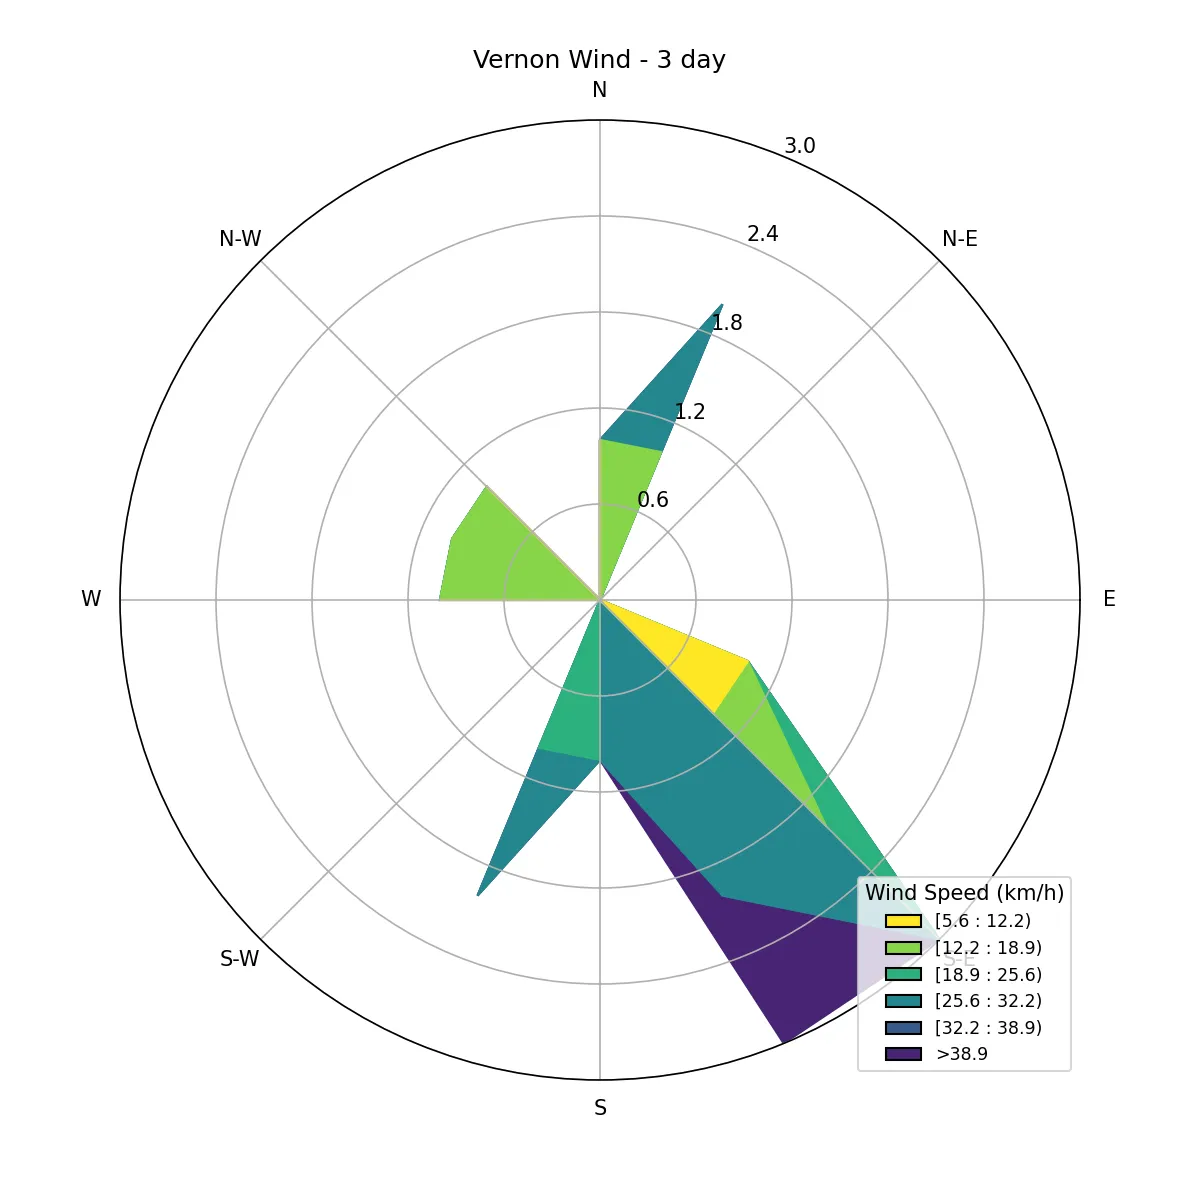 Vernon Wind - 3 day
N
3.0
2.4
N-W
N-E
1.8
1.2
0.6
W
E
Wind Speed (km/h)
[5.6 : 12.2)
[12.2 : 18.9)
S-W
S-E
[18.9 : 25.6)
[25.6 : 32.2)
[32.2 : 38.9)
>38.9
S